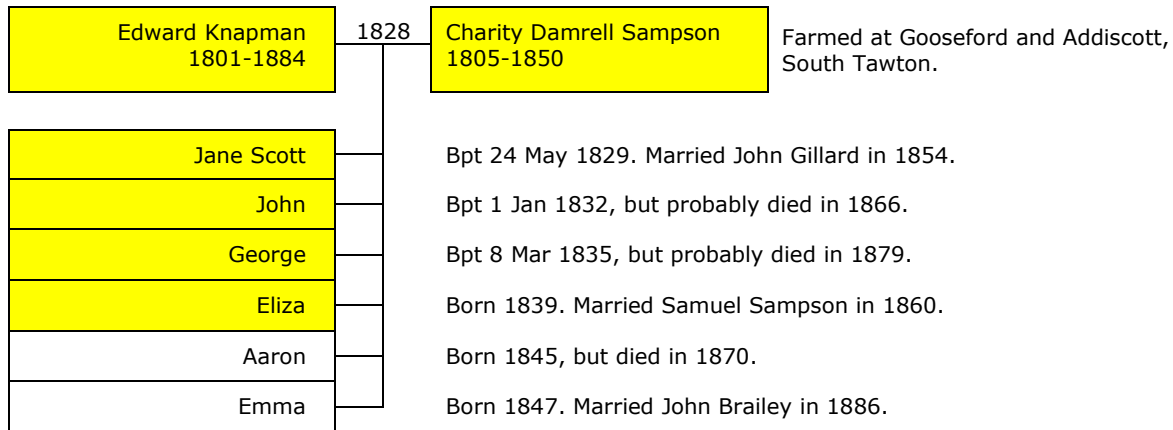 Edward Knapman
1801-1884
1828
Charity Damrell Sampson
1805-1850
Farmed at Gooseford and Addiscott,
South Tawton.
Jane Scott
Bpt 24 May 1829. Married John Gillard in 1854.
John
Bpt 1 Jan 1832, but probably died in 1866.
George
Bpt 8 Mar 1835, but probably died in 1879.
Eliza
Born 1839. Married Samuel Sampson in 1860.
Aaron
Born 1845, but died in 1870.
Emma
Born 1847. Married John Brailey in 1886.